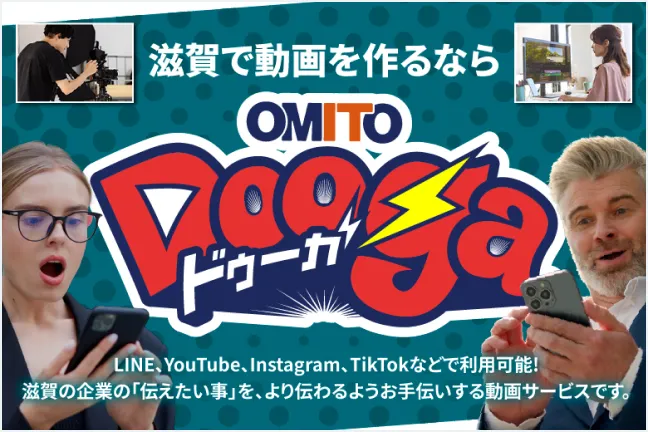 滋賀で動画を作るなら
OMITO
Dooga
ドゥーガ
LINE、YouTube、Instagram、TikTokなどで利用可能!
滋賀の企業の「伝えたい事」を、より伝わるようお手伝いする動画サービスです。